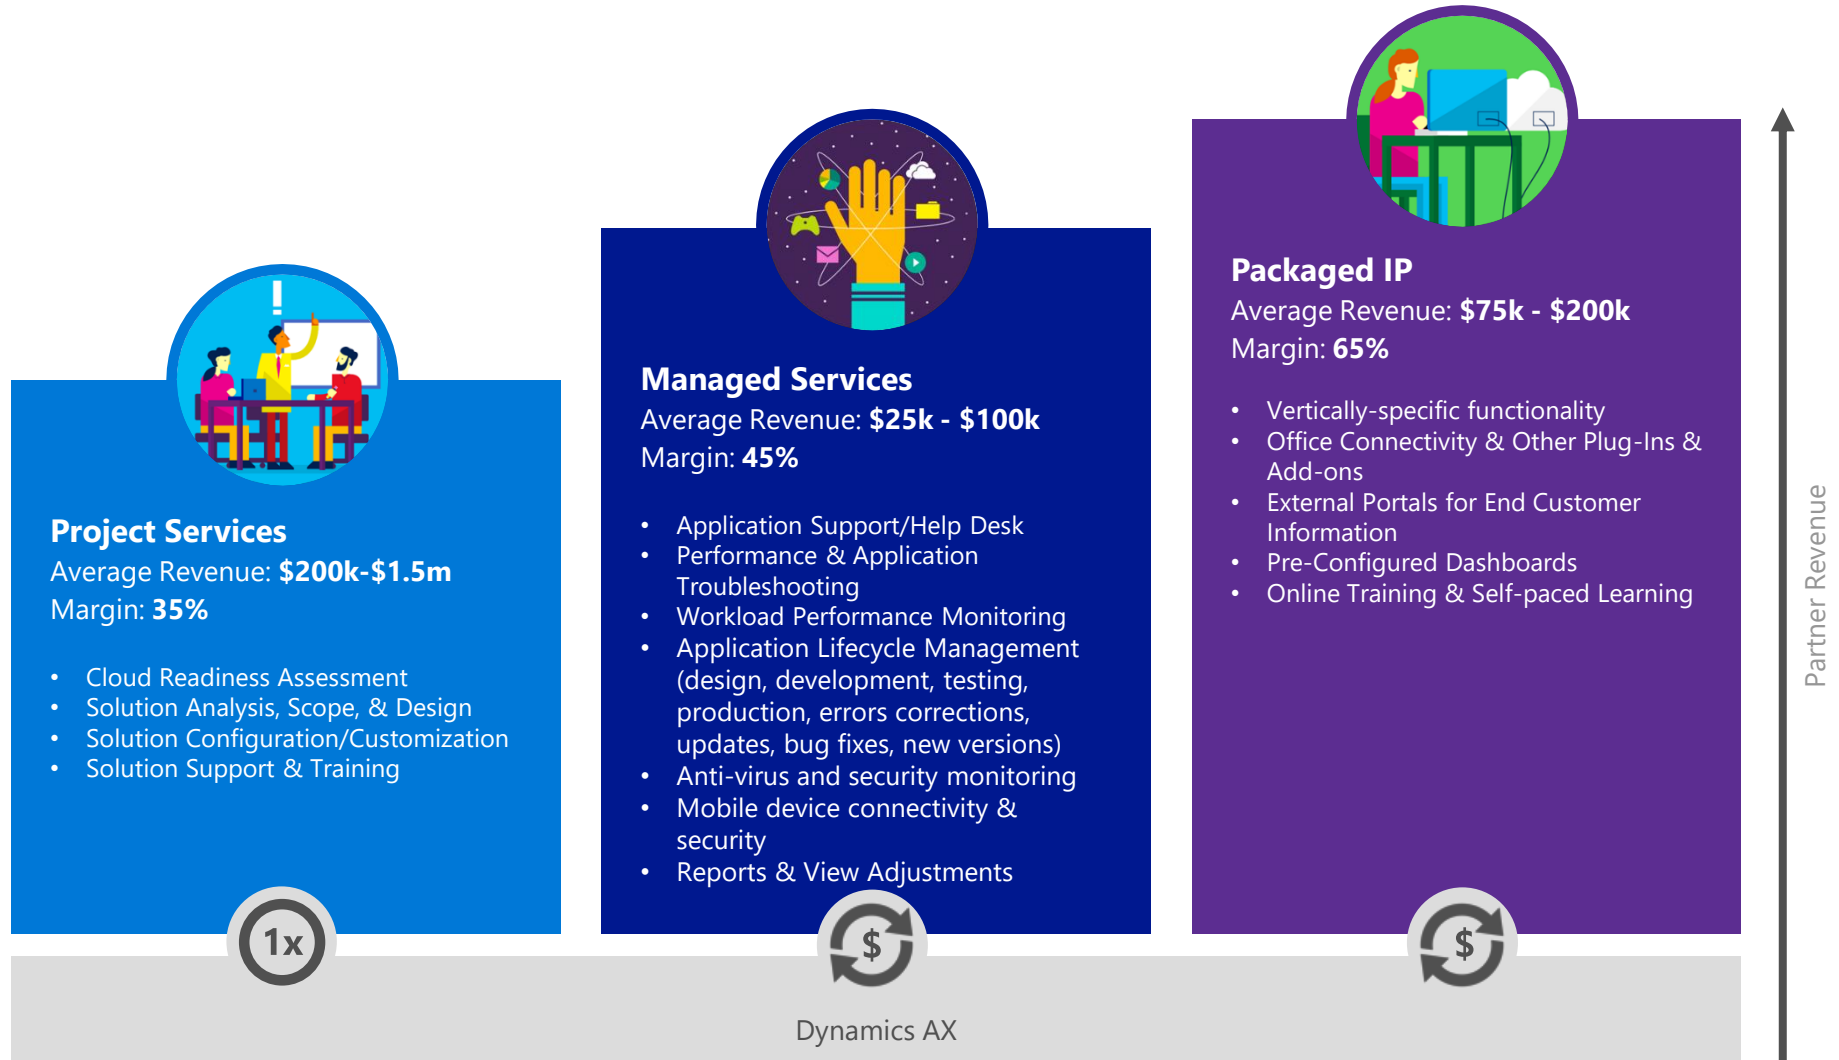 Project Services
Average Revenue: $200k-$1.5m
Margin: 35%
• Cloud Readiness Assessment
• Solution Analysis, Scope, & Design
• Solution Configuration/Customization
• Solution Support & Training
1x
Managed Services
Average Revenue: $25k - $100k
Margin: 45%
• Application Support/Help Desk
• Performance & Application
Troubleshooting
• Workload Performance Monitoring
• Application Lifecycle Management
(design, development, testing,
production, errors corrections,
updates, bug fixes, new versions)
• Anti-virus and security monitoring
• Mobile device connectivity &
security
• Reports & View Adjustments
$
Packaged IP
Average Revenue: $75k - $200k
Margin: 65%
• Vertically-specific functionality
• Office Connectivity & Other Plug-Ins &
Add-ons
• External Portals for End Customer
Information
• Pre-Configured Dashboards
• Online Training & Self-paced Learning
$
Partner Revenue
Dynamics AX